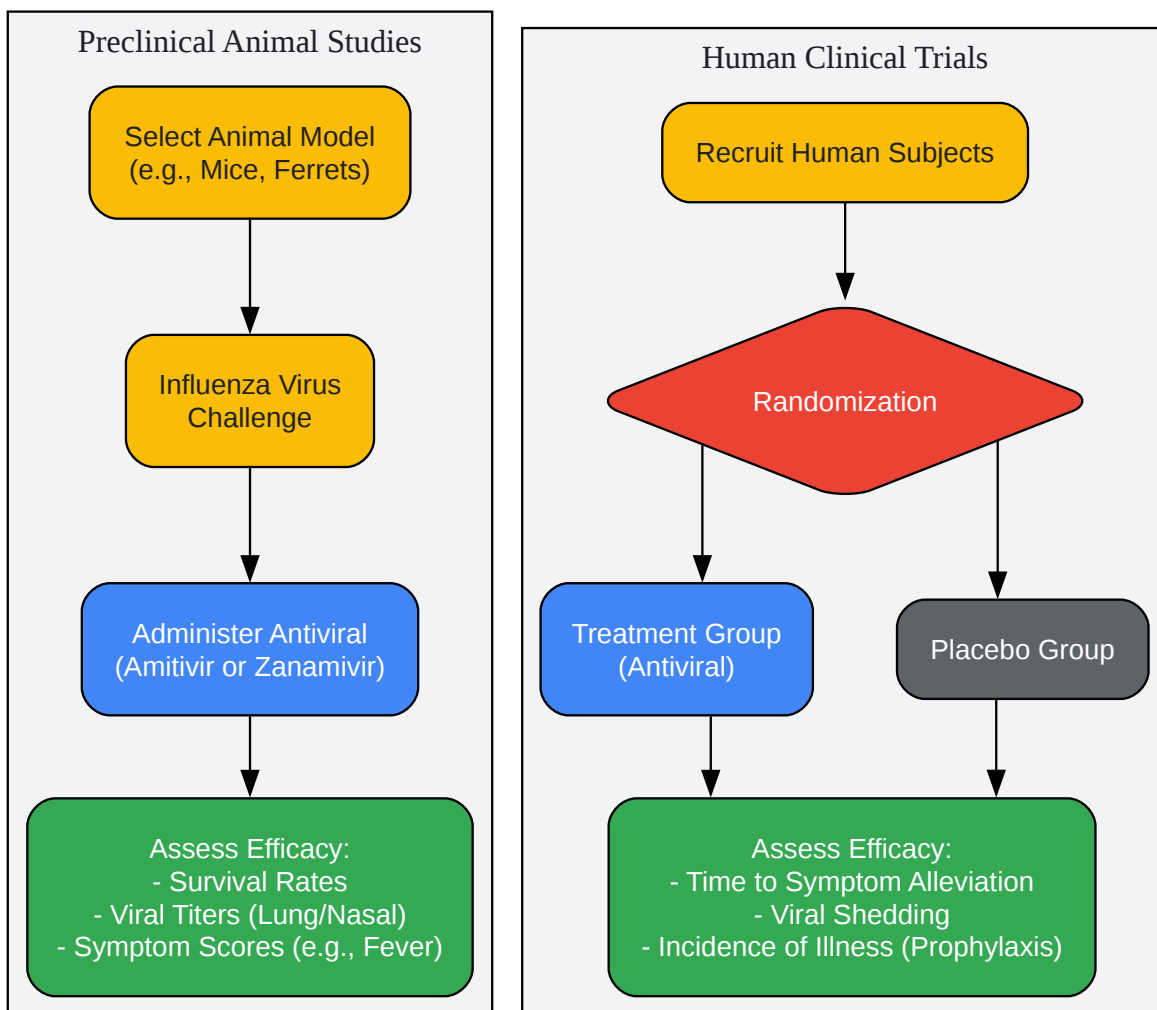 Preclinical Animal Studies
Select Animal Model
(e.g., Mice, Ferrets)
Influenza Virus
Challenge
Administer Antiviral
(Amitivir or Zanamivir)
Assess Efficacy:
- Survival Rates
- Viral Titers (Lung/Nasal)
- Symptom Scores (e.g., Fever)
Human Clinical Trials
Recruit Human Subjects
Randomization
Treatment Group
(Antiviral)
Placebo Group
Assess Efficacy:
- Time to Symptom Alleviation
- Viral Shedding
- Incidence of Illness (Prophylaxis)